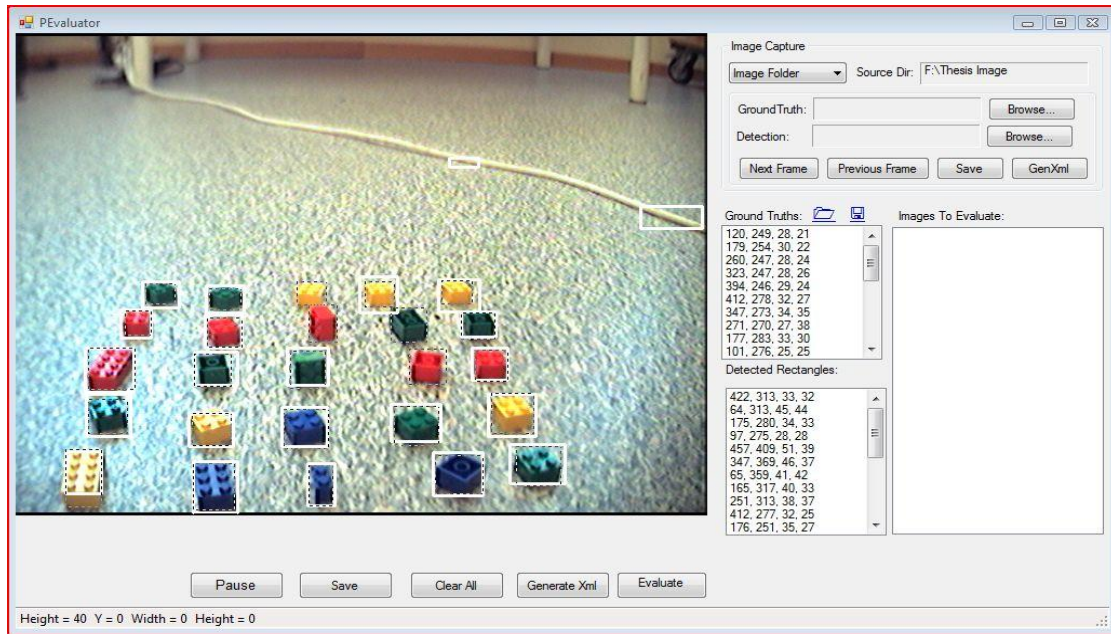 PEvaluator
Image Capture
Image Folder
Source Dir: F:\Thesis Image
GroundTruth:
Browse...
Detection:
Browse...
Next Frame
Previous Frame
Save
GenXml
Ground Truths:
Images To Evaluate:
120, 249, 28, 21
179, 254, 30, 22
260, 247, 28, 24
323, 247, 28, 26
394, 246, 29, 24
412, 278, 32, 27
347, 273, 34, 35
271, 270, 27, 38
177, 283, 33, 30
101, 276, 25, 25
Detected Rectangles:
422, 313, 33, 32
64, 313, 45, 44
175, 280, 34, 33
97, 275, 28, 28
457, 409, 51, 39
347, 369, 46, 37
65, 359, 41, 42
165, 317, 40, 33
251, 313, 38, 37
412, 277, 32, 25
176, 251, 35, 27
Pause
Save
Clear All
Generate Xml
Evaluate
Height = 40 Y = 0 Width = 0 Height = 0